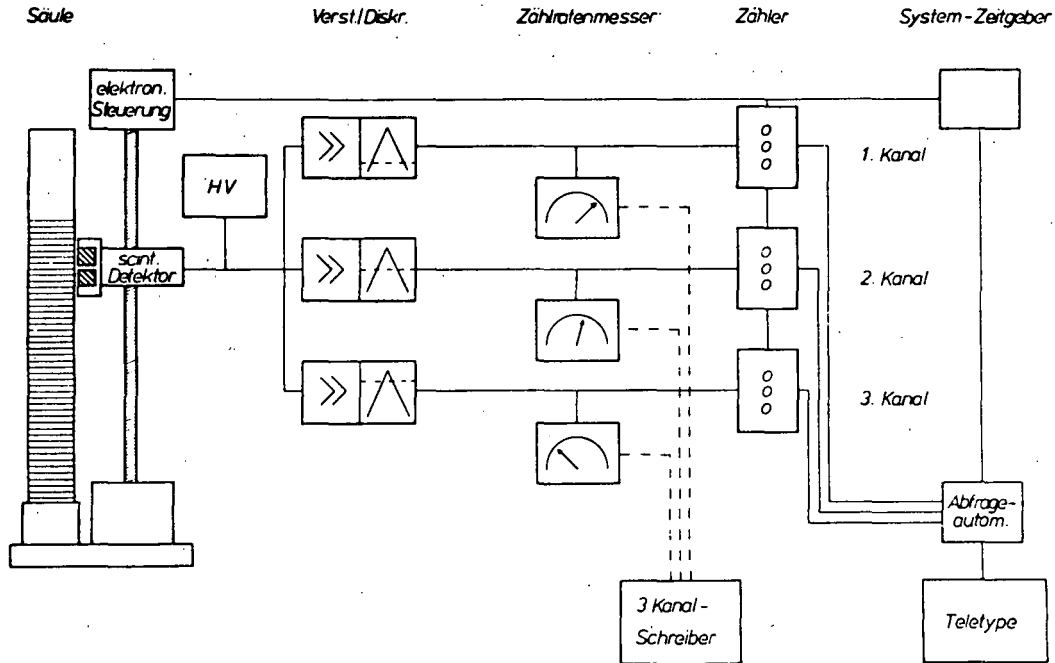 Säule
Verst./Diskr.
Zählratenmesser
Zähler
System-Zeitgeber
elektron.
Steuerung
HV
1. Kanal
scint.
Detektor
2. Kanal
3. Kanal
Abfrage-
autom.
3 Kanal-
Schreiber
Teletype